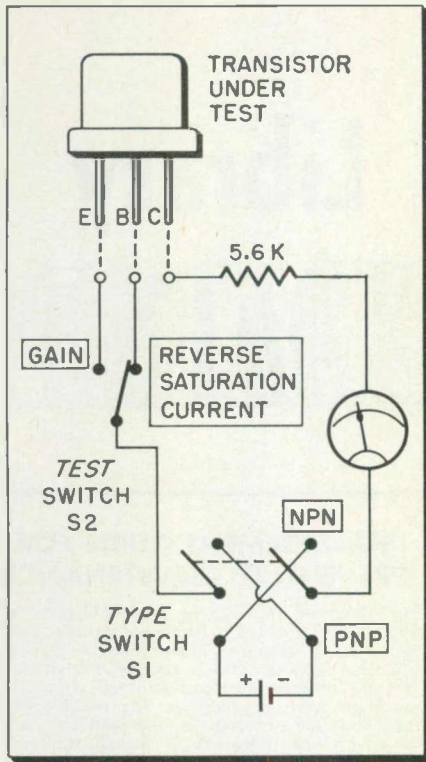 TRANSISTOR
UNDER
TEST
E B C
5.6 K
GAIN
REVERSE
SATURATION
CURRENT
TEST
SWITCH
S2
NPN
TYPE
SWITCH
S1
PNP
+ -